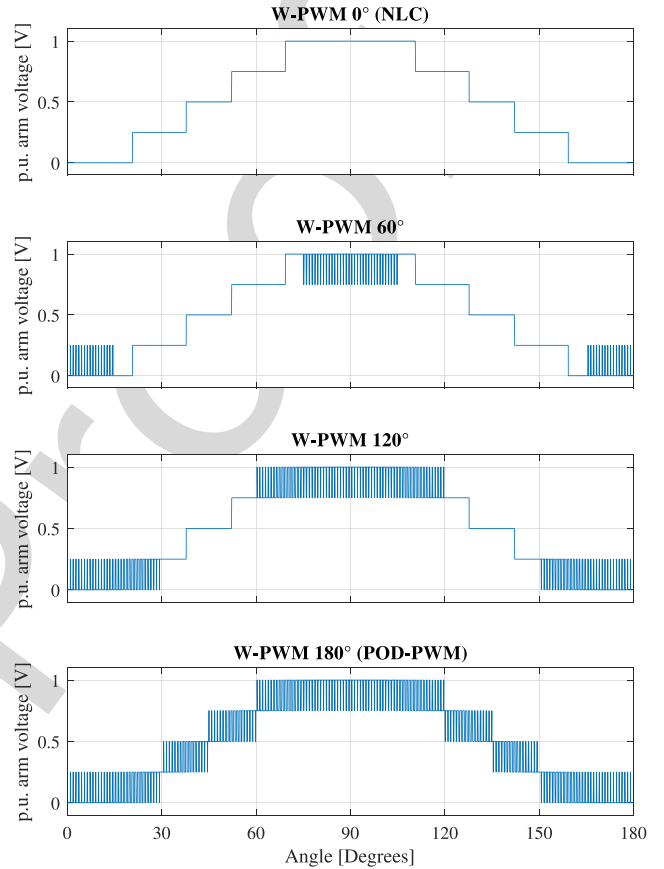 W-PWM 0° (NLC)
p.u. arm voltage [V]
1
0.5
0
W-PWM 60°
p.u. arm voltage [V]
1
0.5
0
W-PWM 120°
p.u. arm voltage [V]
1
0.5
0
W-PWM 180° (POD-PWM)
p.u. arm voltage [V]
1
0.5
0
0 30 60 90 120 150 180
Angle [Degrees]